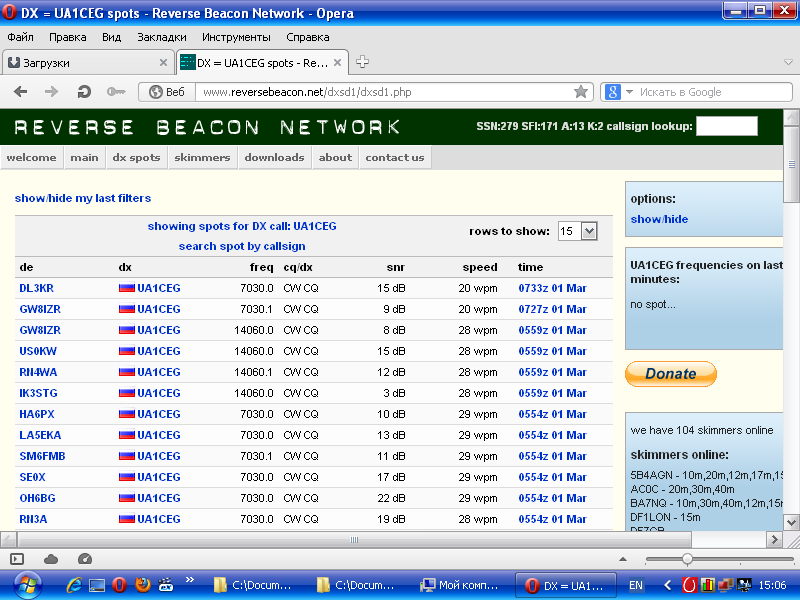 DX = UA1CEG spots - Reverse Beacon Network - Opera
Файл Правка Вид Закладки Инструменты Справка
Загрузки DX = UA1CEG spots - Re...
Веб www.reversebeacon.net/dxsd1/dxsd1.php Искать в Google
REVERSE BEACON NETWORK SSN:279 SFI:171 A:13 K:2 callsign lookup:
welcome main dx spots skimmers downloads about contact us
show/hide my last filters
showing spots for DX call: UA1CEG
search spot by callsign
rows to show: 15
de dx freq cq/dx snr speed time
DL3KR UA1CEG 7030.0 CW CQ 15 dB 20 wpm 0733z 01 Mar
GW8IZR UA1CEG 7030.1 CW CQ 9 dB 20 wpm 0727z 01 Mar
GW8IZR UA1CEG 14060.0 CW CQ 8 dB 28 wpm 0559z 01 Mar
US0KW UA1CEG 14060.0 CW CQ 15 dB 28 wpm 0559z 01 Mar
RN4WA UA1CEG 14060.1 CW CQ 12 dB 28 wpm 0559z 01 Mar
IK3STG UA1CEG 14060.0 CW CQ 3 dB 28 wpm 0559z 01 Mar
HA6PX UA1CEG 7030.0 CW CQ 10 dB 29 wpm 0554z 01 Mar
LA5EKA UA1CEG 7030.0 CW CQ 13 dB 29 wpm 0554z 01 Mar
SM6FMB UA1CEG 7030.1 CW CQ 11 dB 29 wpm 0554z 01 Mar
SE0X UA1CEG 7030.0 CW CQ 17 dB 29 wpm 0554z 01 Mar
OH6BG UA1CEG 7030.0 CW CQ 22 dB 29 wpm 0554z 01 Mar
RN3A UA1CEG 7030.0 CW CQ 19 dB 28 wpm 0554z 01 Mar
options:
show/hide
UA1CEG frequencies on last
minutes:
no spot...
Donate
we have 104 skimmers online
skimmers online:
5B4AGN - 10m,20m,12m,17m,15
AC0C - 20m,30m,40m
BA7NQ - 10m,30m,40m,12m,15m
DF1LON - 15m
C:\Docum... C:\Docum... Мой комп... DX = UA1... EN 15:06